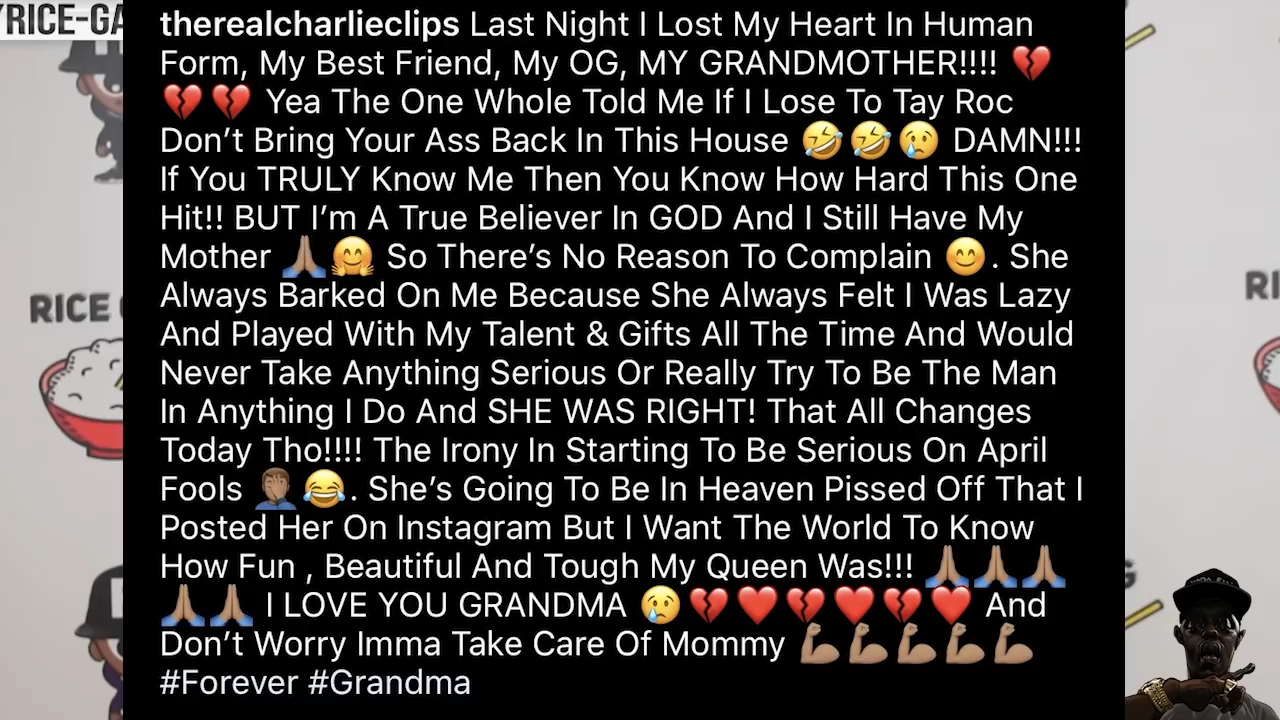 YRICE-GA
therealcharlieclips Last Night I Lost My Heart In Human
Form, My Best Friend, My OG, MY GRANDMOTHER!!!! 💔
💔💔 Yea The One Whole Told Me If I Lose To Tay Roc
Don’t Bring Your Ass Back In This House 🤣🤣😢 DAMN!!!
If You TRULY Know Me Then You Know How Hard This One
Hit!! BUT I’m A True Believer In GOD And I Still Have My
Mother 🙏🏽🤗 So There’s No Reason To Complain 😊. She
Always Barked On Me Because She Always Felt I Was Lazy
And Played With My Talent & Gifts All The Time And Would
Never Take Anything Serious Or Really Try To Be The Man
In Anything I Do And SHE WAS RIGHT! That All Changes
Today Tho!!!! The Irony In Starting To Be Serious On April
Fools 🤦🏽‍♂️😂. She’s Going To Be In Heaven Pissed Off That I
Posted Her On Instagram But I Want The World To Know
How Fun , Beautiful And Tough My Queen Was!!! 🙏🏽🙏🏽🙏🏽
🙏🏽🙏🏽 I LOVE YOU GRANDMA 😢💔❤️💔❤️💔❤️ And
Don’t Worry Imma Take Care Of Mommy 💪🏽💪🏽💪🏽💪🏽💪🏽
#Forever #Grandma
RICE
RI